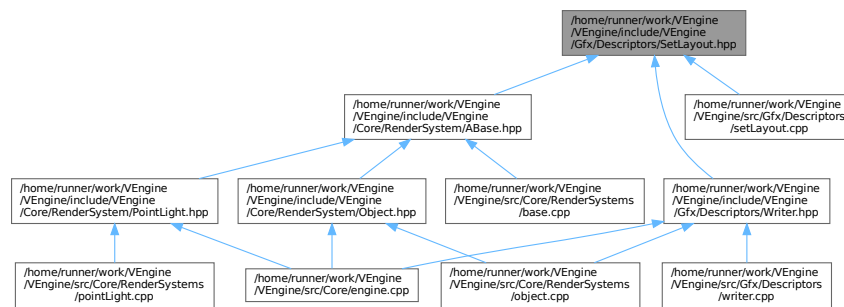 /home/runner/work/VEngine
/VEngine/include/VEngine
/Gfx/Descriptors/SetLayout.hpp
/home/runner/work/VEngine
/VEngine/include/VEngine
/Core/RenderSystem/ABase.hpp
/home/runner/work/VEngine
/VEngine/src/Gfx/Descriptors
/setLayout.cpp
/home/runner/work/VEngine
/VEngine/include/VEngine
/Core/RenderSystem/PointLight.hpp
/home/runner/work/VEngine
/VEngine/include/VEngine
/Core/RenderSystem/Object.hpp
/home/runner/work/VEngine
/VEngine/src/Core/RenderSystems
/base.cpp
/home/runner/work/VEngine
/VEngine/include/VEngine
/Gfx/Descriptors/Writer.hpp
/home/runner/work/VEngine
/VEngine/src/Core/RenderSystems
/pointLight.cpp
/home/runner/work/VEngine
/VEngine/src/Core/engine.cpp
/home/runner/work/VEngine
/VEngine/src/Core/RenderSystems
/object.cpp
/home/runner/work/VEngine
/VEngine/src/Gfx/Descriptors
/writer.cpp